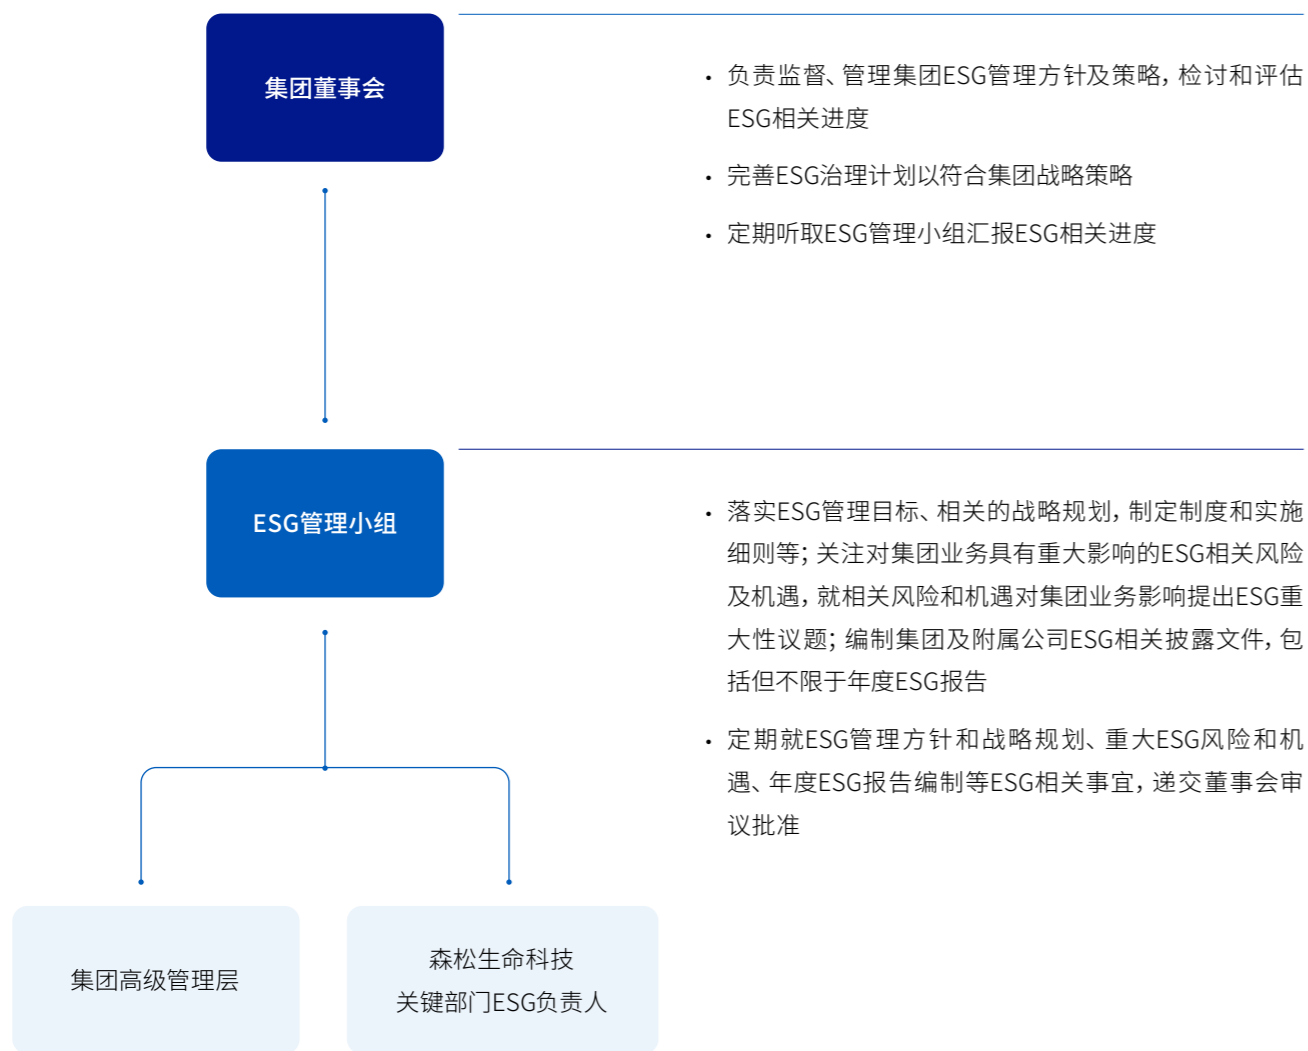 集团董事会
• 负责监督、管理集团ESG管理方针及策略，检讨和评估
ESG相关进度
• 完善ESG治理计划以符合集团战略策略
• 定期听取ESG管理小组汇报ESG相关进度
ESG管理小组
• 落实ESG管理目标、相关的战略规划，制定制度和实施
细则等；关注对集团业务具有重大影响的ESG相关风险
及机遇，就相关风险和机遇对集团业务影响提出ESG重
大性议题；编制集团及附属公司ESG相关披露文件，包
括但不限于年度ESG报告
• 定期就ESG管理方针和战略规划、重大ESG风险和机
遇、年度ESG报告编制等ESG相关事宜，递交董事会审
议批准
集团高级管理层
森松生命科技
关键部门ESG负责人